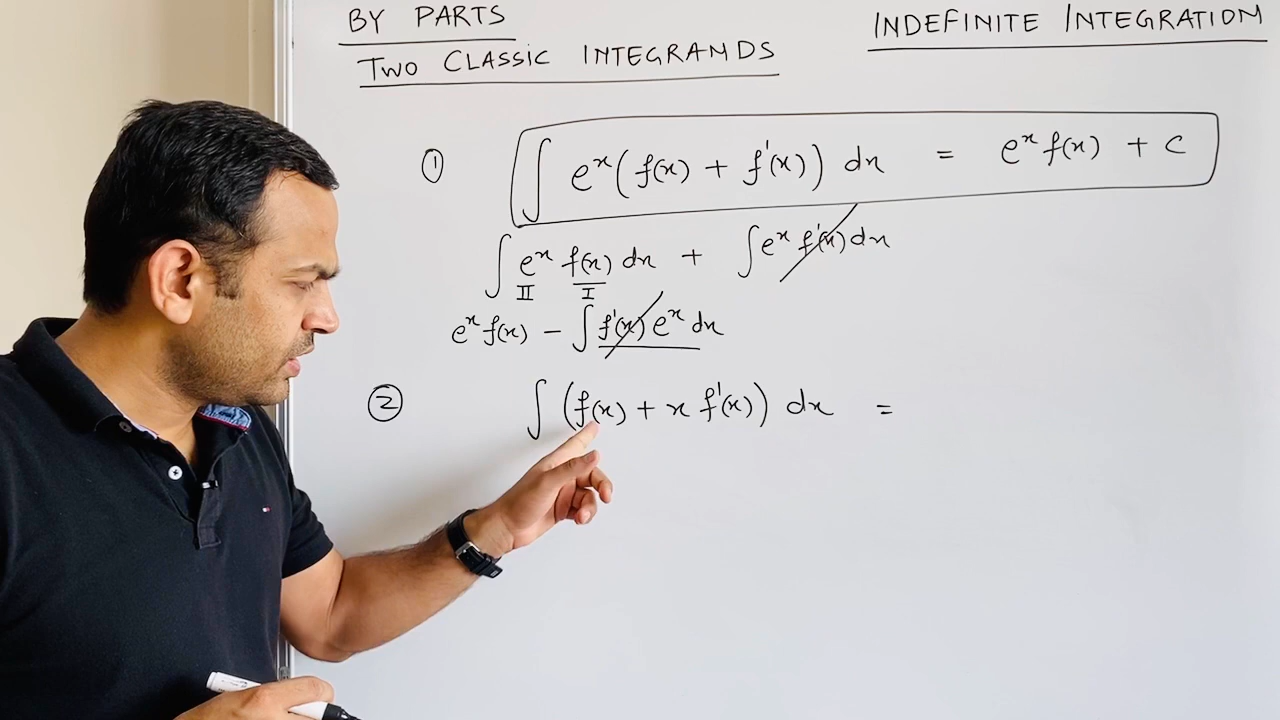 BY PARTS
INDEFINITE INTEGRATION
TWO CLASSIC INTEGRANDS
① ∫ eˣ(f(x) + f'(x)) dx = eˣ f(x) + c
∫ eˣ f(x) dx + ∫ eˣ f'(x) dx
II I
eˣ f(x) − ∫ f'(x) eˣ dx
② ∫ (f(x) + x f'(x)) dx =